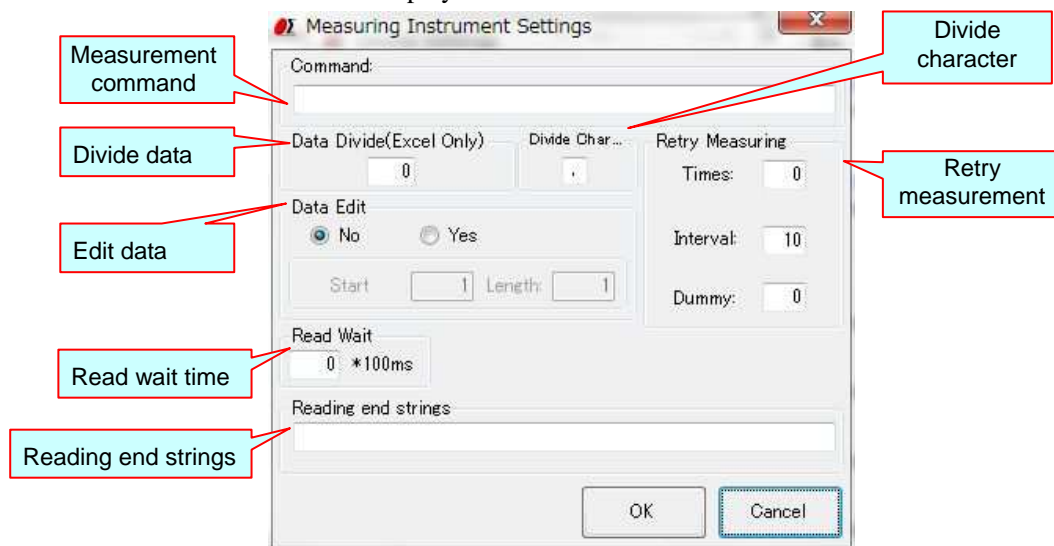 play
Measuring Instrument Settings
Divide
character
Measurement
command
Command:
Divide data
Data Divide(Excel Only)
0
Divide Char...
,
Retry Measuring
Times: 0
Interval: 10
Dummy: 0
Retry
measurement
Edit data
Data Edit
No Yes
Start 1 Length: 1
Read wait time
Read Wait
0 *100ms
Reading end strings
Reading end strings
OK Cancel